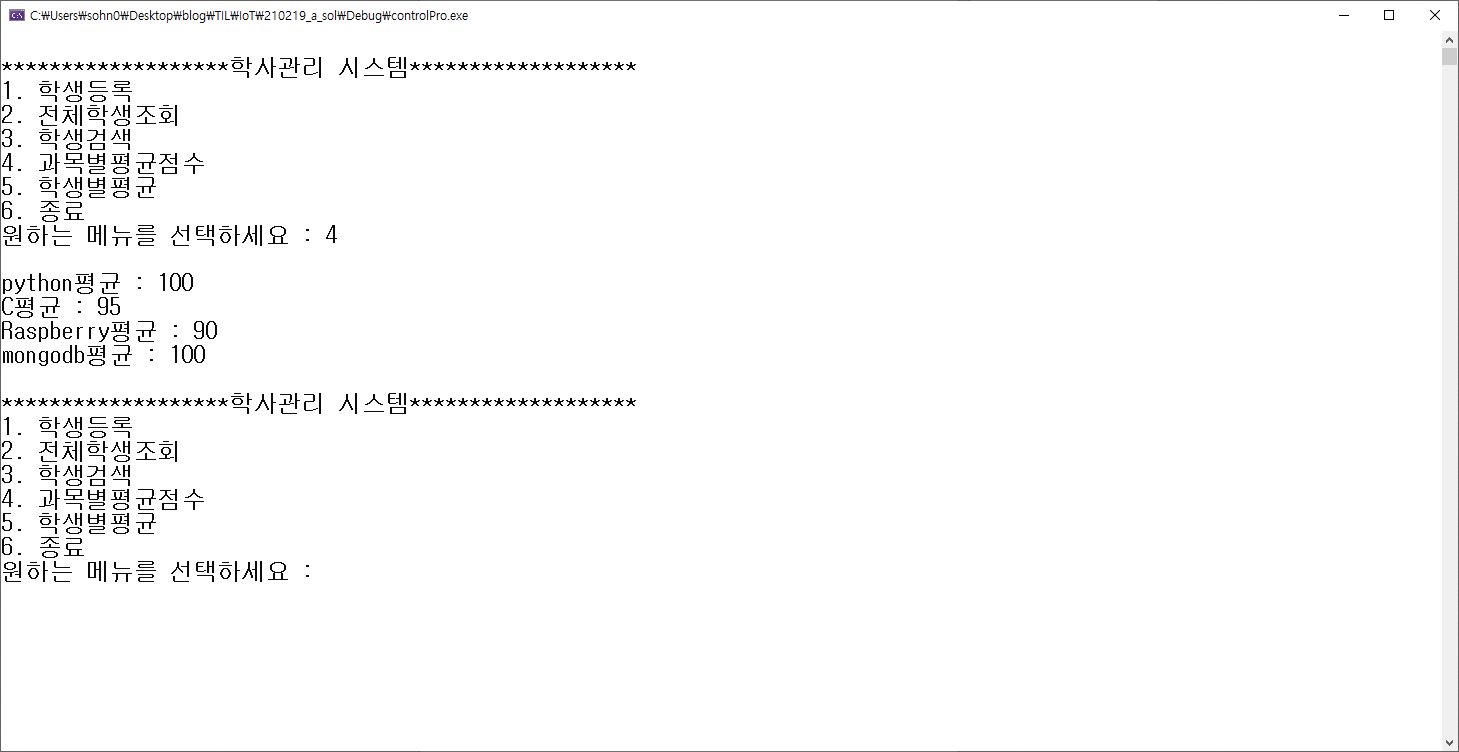 C:₩Users₩sohn0₩Desktop₩blog₩TIL₩IoT₩210219_a_sol₩Debug₩controlPro.exe
*******************학사관리 시스템*******************
1. 학생등록
2. 전체학생조회
3. 학생검색
4. 과목별평균점수
5. 학생별평균
6. 종료
원하는 메뉴를 선택하세요 : 4
python평균 : 100
C평균 : 95
Raspberry평균 : 90
mongodb평균 : 100
*******************학사관리 시스템*******************
1. 학생등록
2. 전체학생조회
3. 학생검색
4. 과목별평균점수
5. 학생별평균
6. 종료
원하는 메뉴를 선택하세요 :